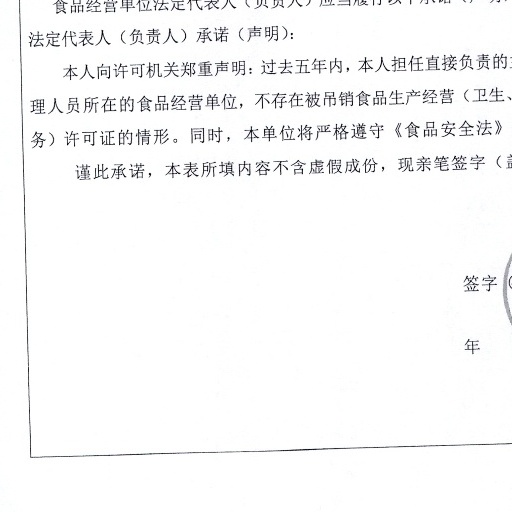 食品经营单位法定代表人（负责人）应当履行以下承诺（声明
法定代表人（负责人）承诺（声明）：
本人向许可机关郑重声明：过去五年内，本人担任直接负责的
理人员所在的食品经营单位，不存在被吊销食品生产经营（卫生、
务）许可证的情形。同时，本单位将严格遵守《食品安全法》
谨此承诺，本表所填内容不含虚假成份，现亲笔签字（
签字（
年